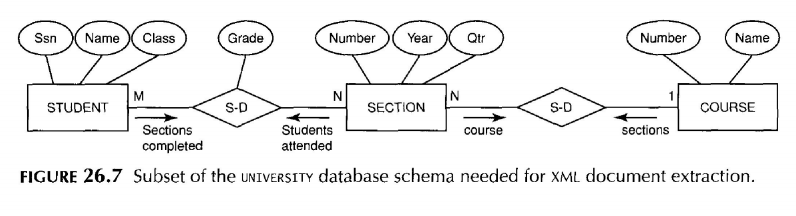 Ssn Name Class Grade Number Year Qtr Number Name
STUDENT M S-D N SECTION N S-D 1 COURSE
Sections completed
Students attended
course
sections
FIGURE 26.7 Subset of the UNIVERSITY database schema needed for XML document extraction.